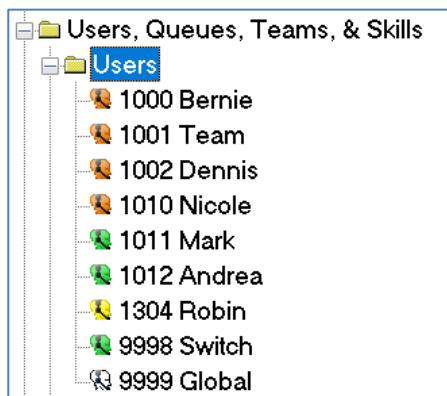 Users, Queues, Teams, & Skills
Users
1000 Bernie
1001 Team
1002 Dennis
1010 Nicole
1011 Mark
1012 Andrea
1304 Robin
9998 Switch
9999 Global